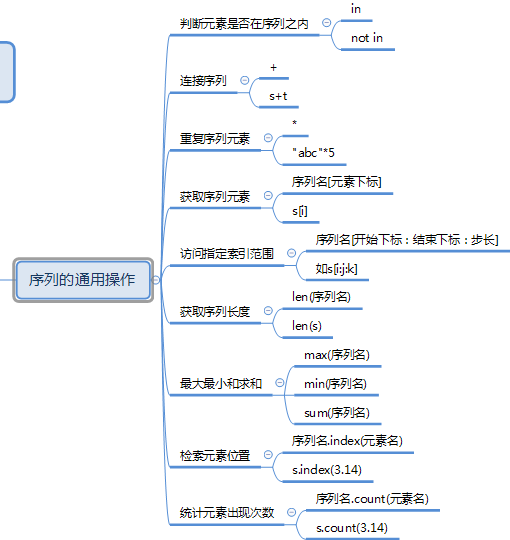 序列的通用操作
判断元素是否在序列之内
in
not in
连接序列
+
s+t
重复序列元素
*
"abc"*5
获取序列元素
序列名[元素下标]
s[i]
访问指定索引范围
序列名[开始下标：结束下标：步长]
如s[i:j:k]
获取序列长度
len(序列名)
len(s)
最大最小和求和
max(序列名)
min(序列名)
sum(序列名)
检索元素位置
序列名.index(元素名)
s.index(3.14)
统计元素出现次数
序列名.count(元素名)
s.count(3.14)